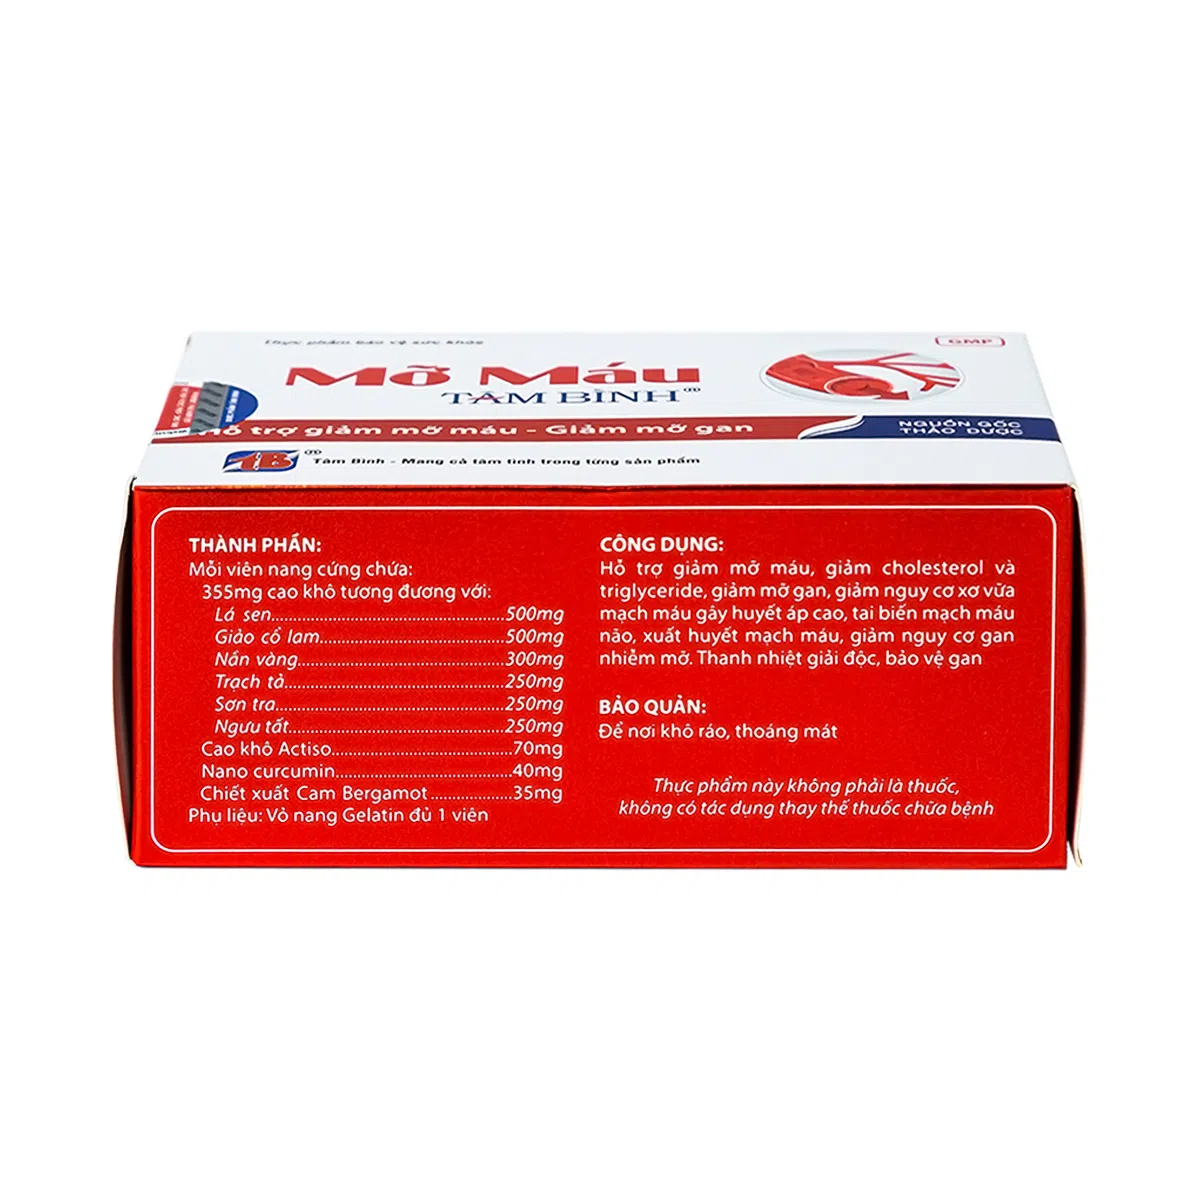 Thực phẩm bảo vệ sức khỏe
GMP
Mỡ Máu
TÂM BÌNH
Hỗ trợ giảm mỡ máu - Giảm mỡ gan
NGUỒN GỐC
THẢO DƯỢC
TB
Tâm Bình - Mang cả tâm tình trong từng sản phẩm
THÀNH PHẦN:
Mỗi viên nang cứng chứa:
355mg cao khô tương đương với:
Lá sen 500mg
Giảo cổ lam 500mg
Nần vàng 300mg
Trạch tả 250mg
Sơn tra 250mg
Ngưu tất 250mg
Cao khô Actiso 70mg
Nano curcumin 40mg
Chiết xuất Cam Bergamot 35mg
Phụ liệu: Vỏ nang Gelatin đủ 1 viên
CÔNG DỤNG:
Hỗ trợ giảm mỡ máu, giảm cholesterol và
triglyceride, giảm mỡ gan, giảm nguy cơ xơ vữa
mạch máu gây huyết áp cao, tai biến mạch máu
não, xuất huyết mạch máu, giảm nguy cơ gan
nhiễm mỡ. Thanh nhiệt giải độc, bảo vệ gan
BẢO QUẢN:
Để nơi khô ráo, thoáng mát
Thực phẩm này không phải là thuốc,
không có tác dụng thay thế thuốc chữa bệnh